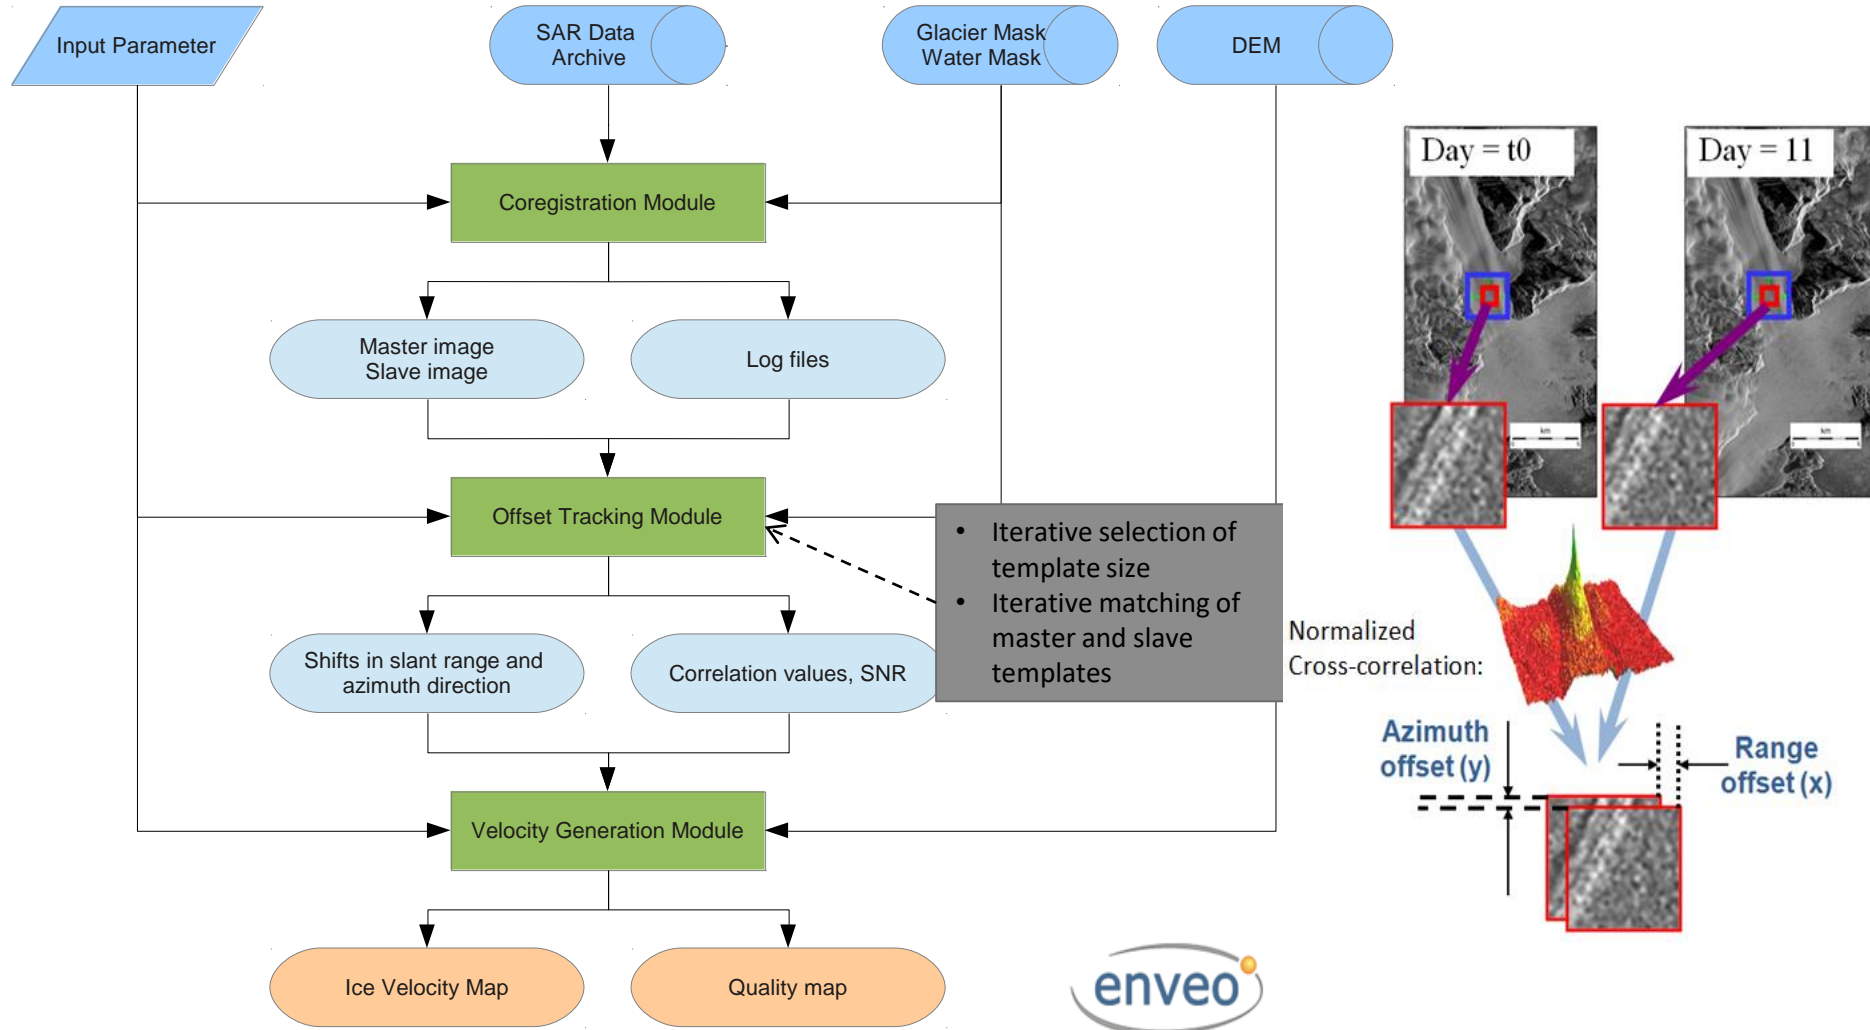 Input Parameter
SAR Data
Archive
Glacier Mask
Water Mask
DEM
Coregistration Module
Master image
Slave image
Log files
Offset Tracking Module
• Iterative selection of
template size
• Iterative matching of
master and slave
templates
Shifts in slant range and
azimuth direction
Correlation values, SNR
Velocity Generation Module
Ice Velocity Map
Quality map
enveo
Day = t0
Day = 11
km
km
Normalized
Cross-correlation:
Azimuth
offset (y)
Range
offset (x)